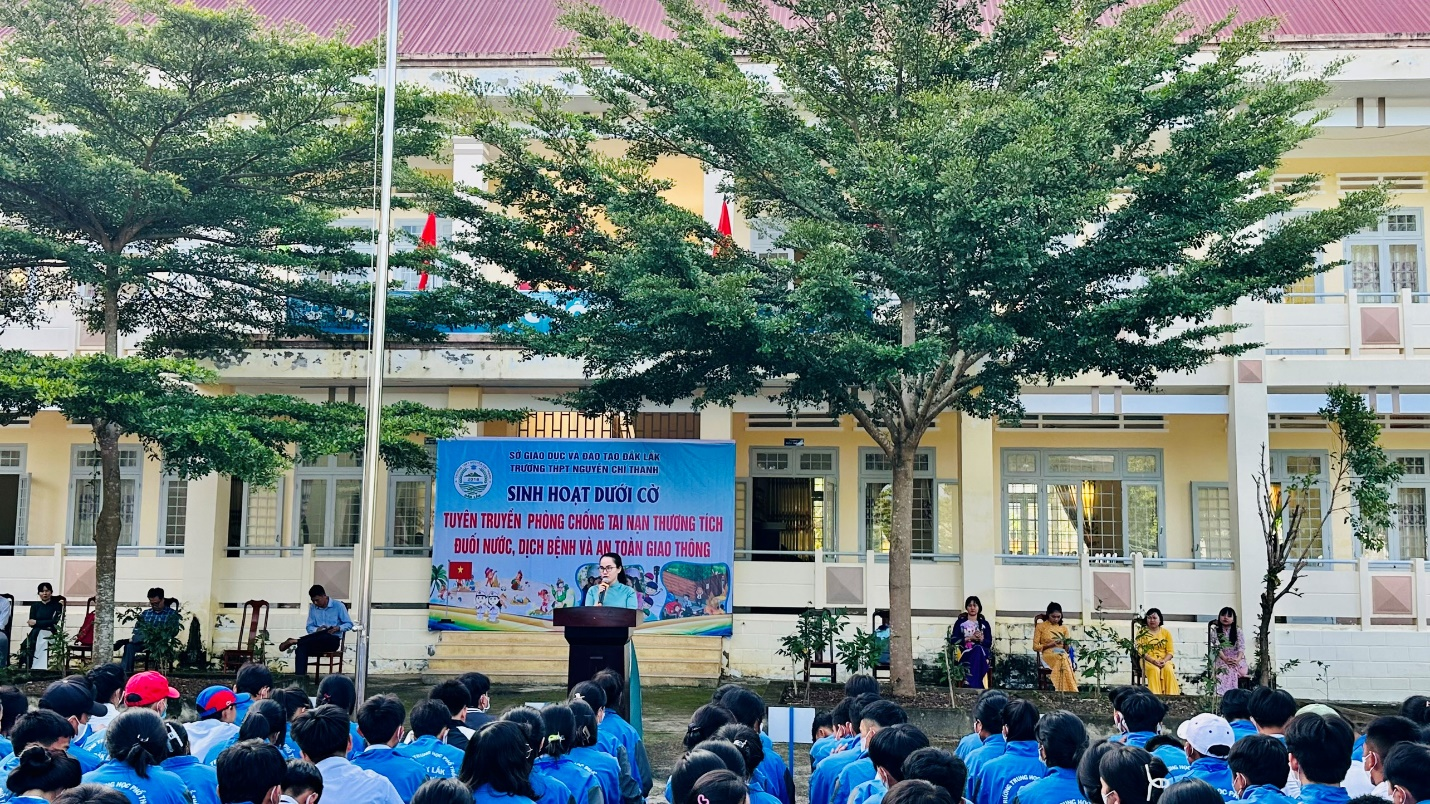 SỞ GIÁO DỤC VÀ ĐÀO TẠO ĐẮK LẮK
TRƯỜNG THPT NGUYỄN CHÍ THANH
SINH HOẠT DƯỚI CỜ
TUYÊN TRUYỀN PHÒNG CHỐNG TAI NẠN THƯƠNG TÍCH
ĐUỐI NƯỚC, DỊCH BỆNH VÀ AN TOÀN GIAO THÔNG